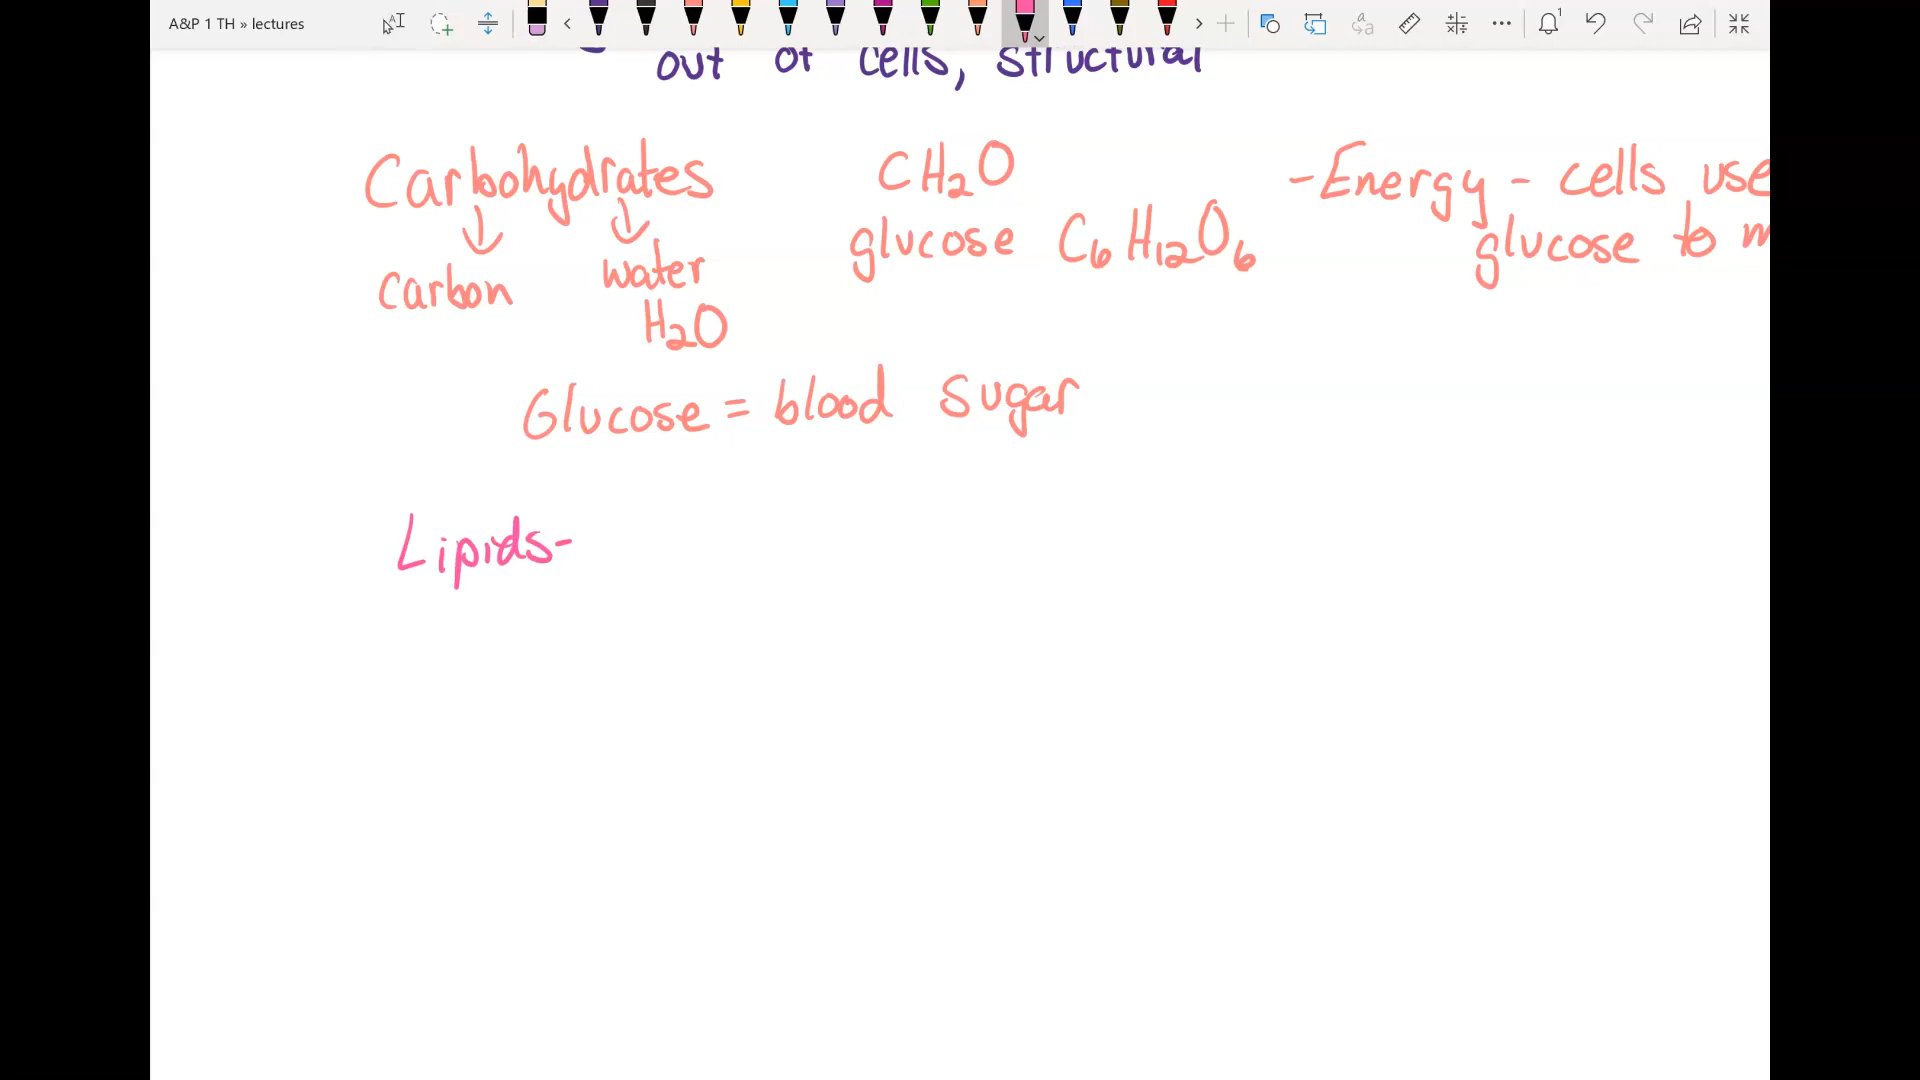 A&P 1 TH » lectures
out of cells, structural
Carbohydrates CH₂O -Energy - cells use
glucose C₆H₁₂O₆ glucose to m
carbon water
H₂O
Glucose = blood sugar
Lipids-